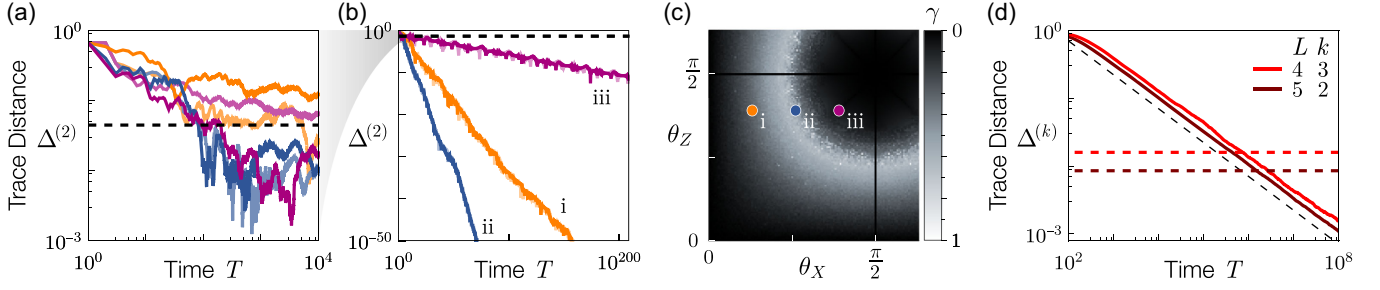 (a)
Trace Distance
Δ^(2)
10^0
10^-3
10^0
10^4
Time T
(b)
Δ^(2)
10^0
10^-50
10^0
10^200
Time T
iii
i
ii
(c)
γ
0
1
π/2
θ_Z
0
0
θ_X
π/2
i
ii
iii
(d)
Trace Distance
Δ^(k)
10^0
10^-3
10^2
10^8
Time T
L k
4 3
5 2